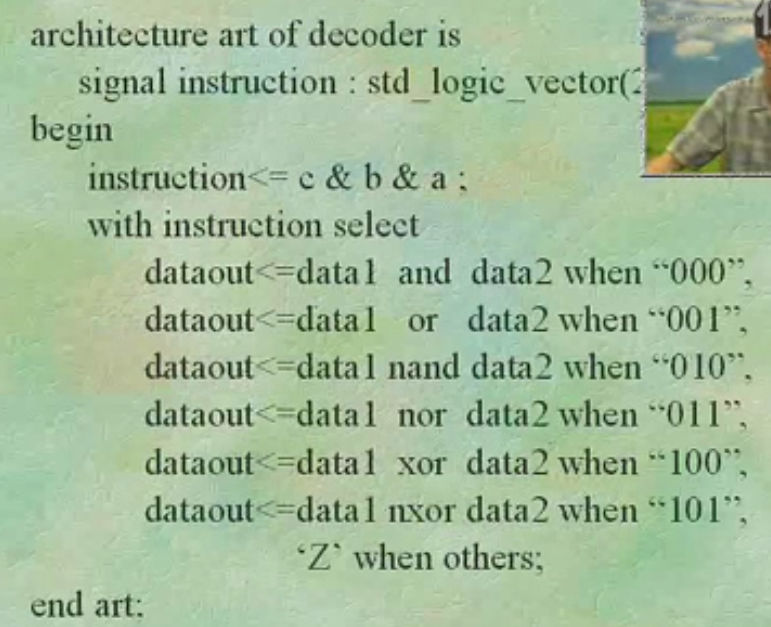 architecture art of decoder is
signal instruction : std_logic_vector(2
begin
instruction<= c & b & a ;
with instruction select
dataout<=data1 and data2 when “000”,
dataout<=data1 or data2 when “001”,
dataout<=data1 nand data2 when “010”,
dataout<=data1 nor data2 when “011”,
dataout<=data1 xor data2 when “100”,
dataout<=data1 nxor data2 when “101”,
‘Z` when others;
end art;